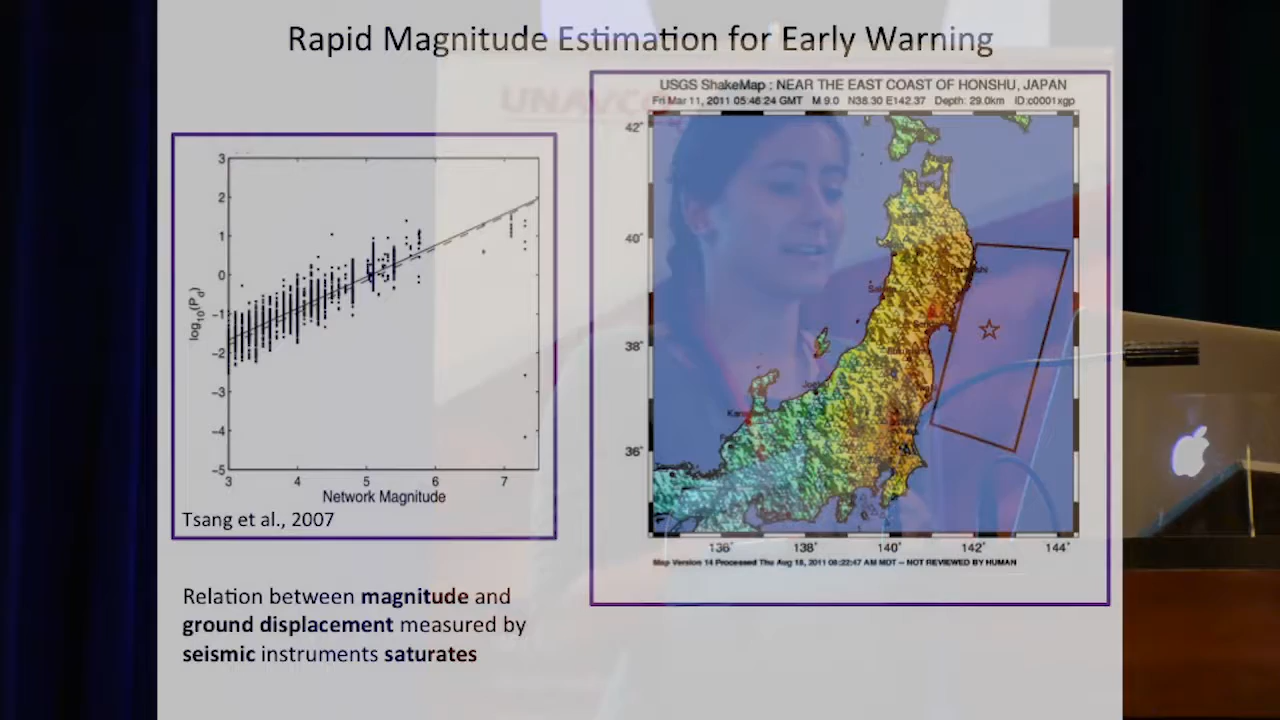 Rapid Magnitude Estimation for Early Warning
UNAVCO
USGS ShakeMap : NEAR THE EAST COAST OF HONSHU, JAPAN
Fri Mar 11, 2011 05:46:24 GMT M 9.0 N38.30 E142.37 Depth: 29.0km ID:c0001xgp
42°
40°
38°
36°
136° 138° 140° 142° 144°
Map Version 14 Processed Thu Aug 18, 2011 08:22:47 AM MDT -- NOT REVIEWED BY HUMAN
3
2
1
0
-1
-2
-3
-4
-5
log10(Pd)
3 4 5 6 7
Network Magnitude
Tsang et al., 2007
Relation between magnitude and
ground displacement measured by
seismic instruments saturates